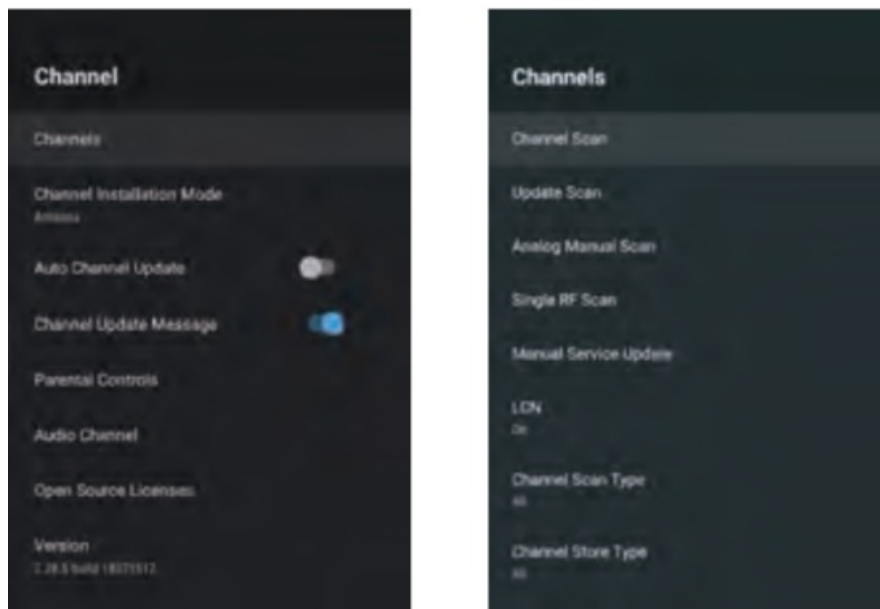 Channel
Channels
Channel Installation Mode
Antenna
Auto Channel Update
Channel Update Message
Parental Controls
Audio Channel
Open Source Licenses
Version
Channels
Channel Scan
Update Scan
Analog Manual Scan
Single RF Scan
Manual Service Update
LCN
On
Channel Scan Type
All
Channel Store Type
All